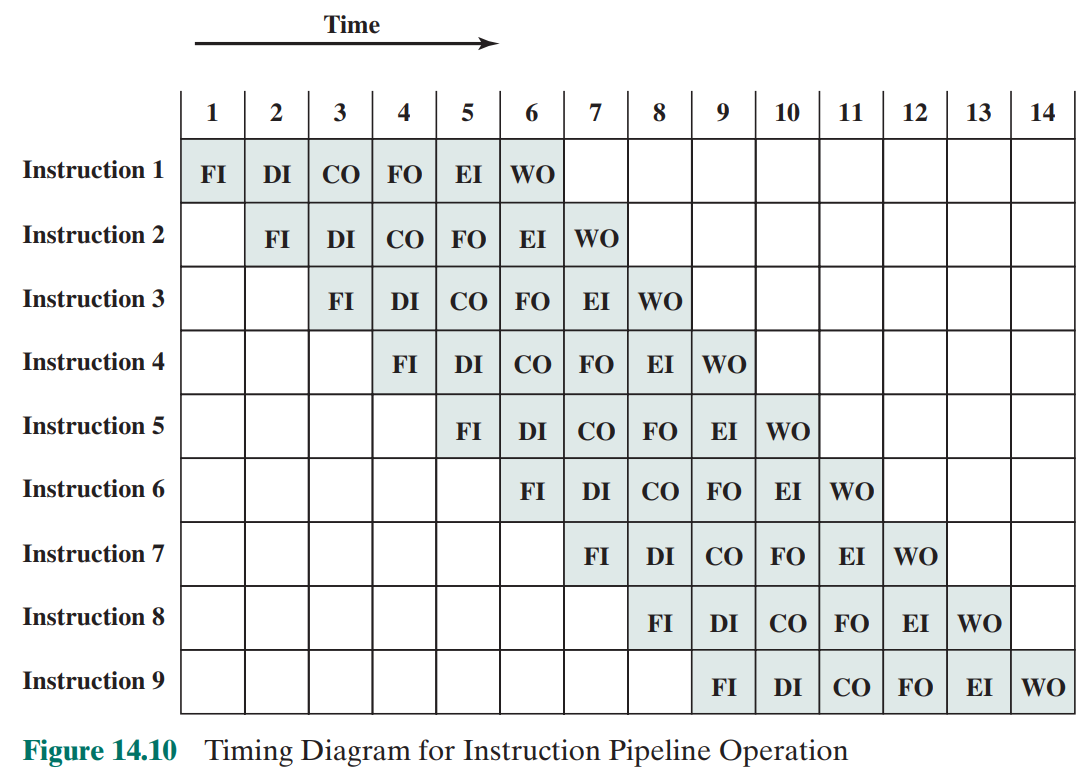 Time
1 2 3 4 5 6 7 8 9 10 11 12 13 14
Instruction 1 FI DI CO FO EI WO
Instruction 2 FI DI CO FO EI WO
Instruction 3 FI DI CO FO EI WO
Instruction 4 FI DI CO FO EI WO
Instruction 5 FI DI CO FO EI WO
Instruction 6 FI DI CO FO EI WO
Instruction 7 FI DI CO FO EI WO
Instruction 8 FI DI CO FO EI WO
Instruction 9 FI DI CO FO EI WO
Figure 14.10 Timing Diagram for Instruction Pipeline Operation